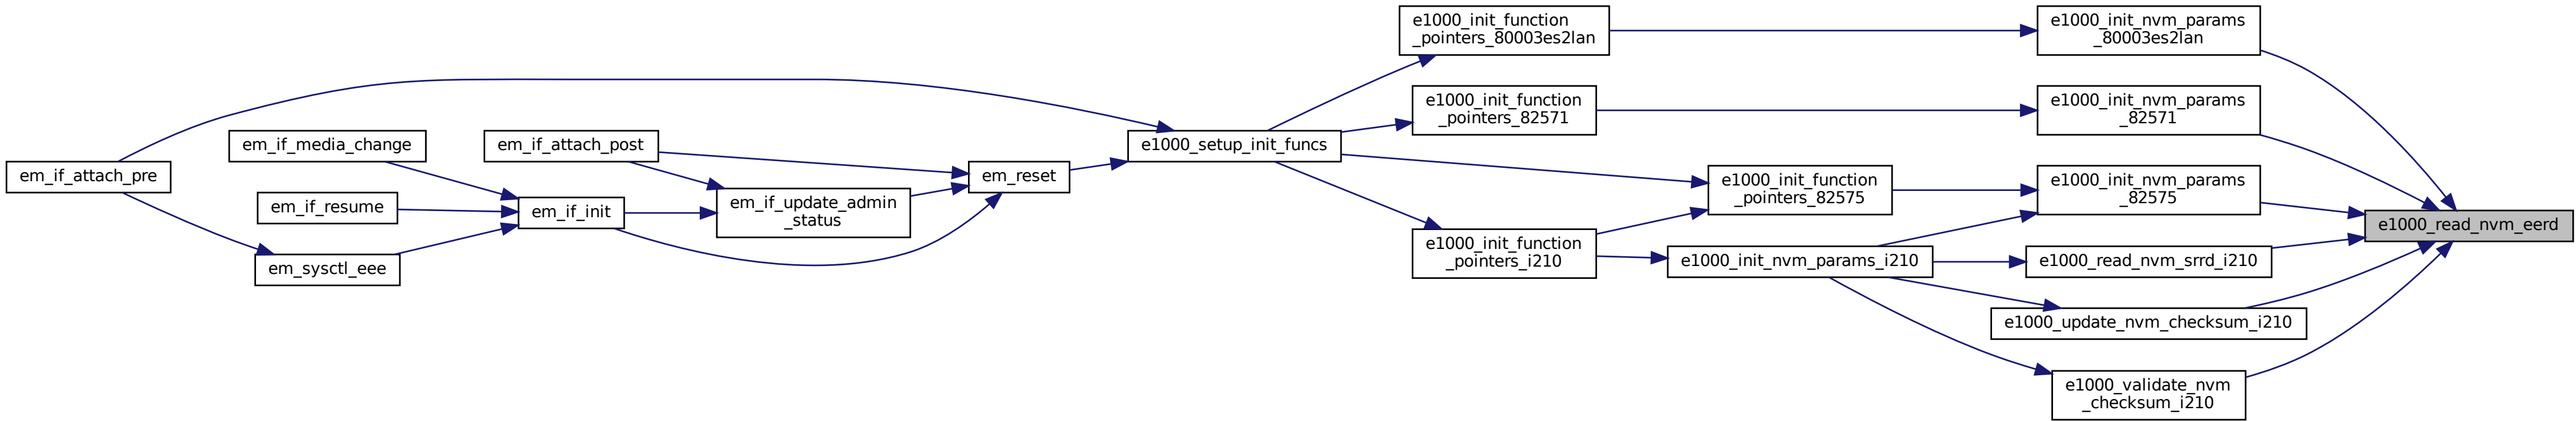 e1000_init_function
_pointers_80003es2lan
e1000_init_nvm_params
_80003es2lan
e1000_init_function
_pointers_82571
e1000_init_nvm_params
_82571
em_if_media_change
em_if_attach_post
e1000_setup_init_funcs
em_if_attach_pre
em_reset
e1000_init_function
_pointers_82575
e1000_init_nvm_params
_82575
em_if_resume
em_if_init
em_if_update_admin
_status
e1000_read_nvm_eerd
em_sysctl_eee
e1000_init_function
_pointers_i210
e1000_init_nvm_params_i210
e1000_read_nvm_srrd_i210
e1000_update_nvm_checksum_i210
e1000_validate_nvm
_checksum_i210